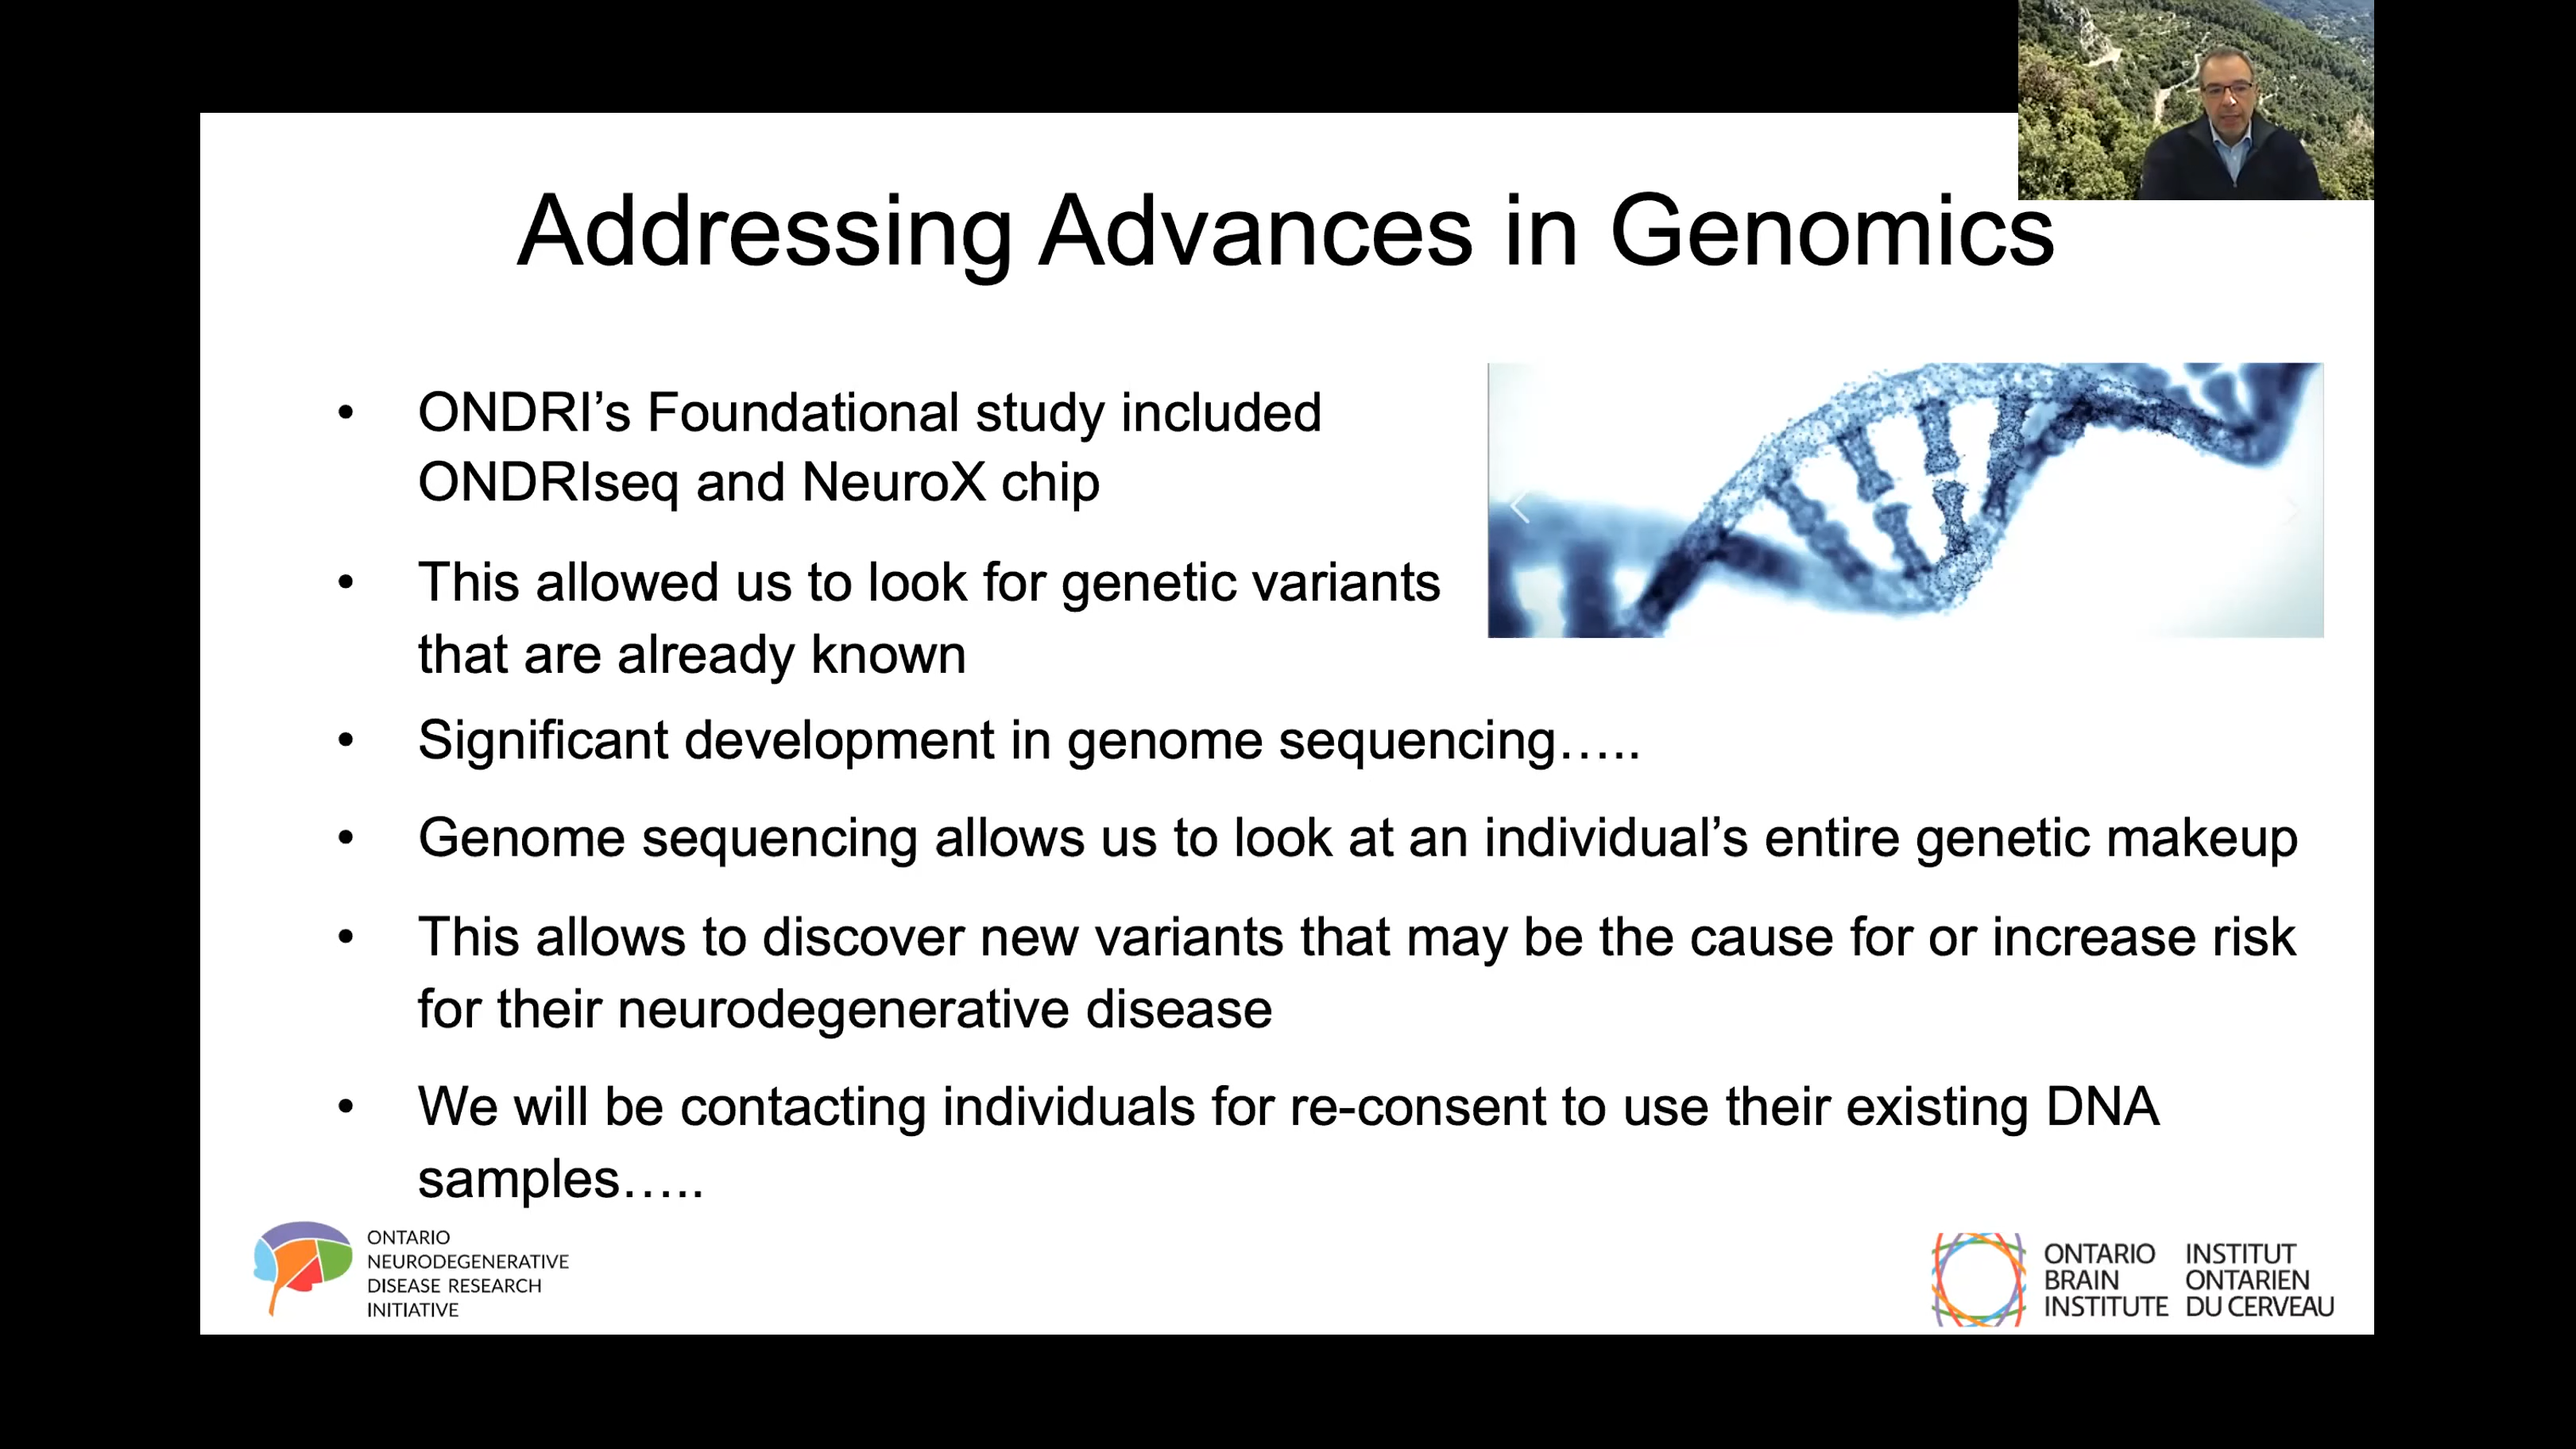 Addressing Advances in Genomics
• ONDRI’s Foundational study included
ONDRIseq and NeuroX chip
• This allowed us to look for genetic variants
that are already known
• Significant development in genome sequencing…..
• Genome sequencing allows us to look at an individual’s entire genetic makeup
• This allows to discover new variants that may be the cause for or increase risk
for their neurodegenerative disease
• We will be contacting individuals for re-consent to use their existing DNA
samples…..
ONTARIO
NEURODEGENERATIVE
DISEASE RESEARCH
INITIATIVE
ONTARIO
BRAIN
INSTITUTE
INSTITUT
ONTARIEN
DU CERVEAU